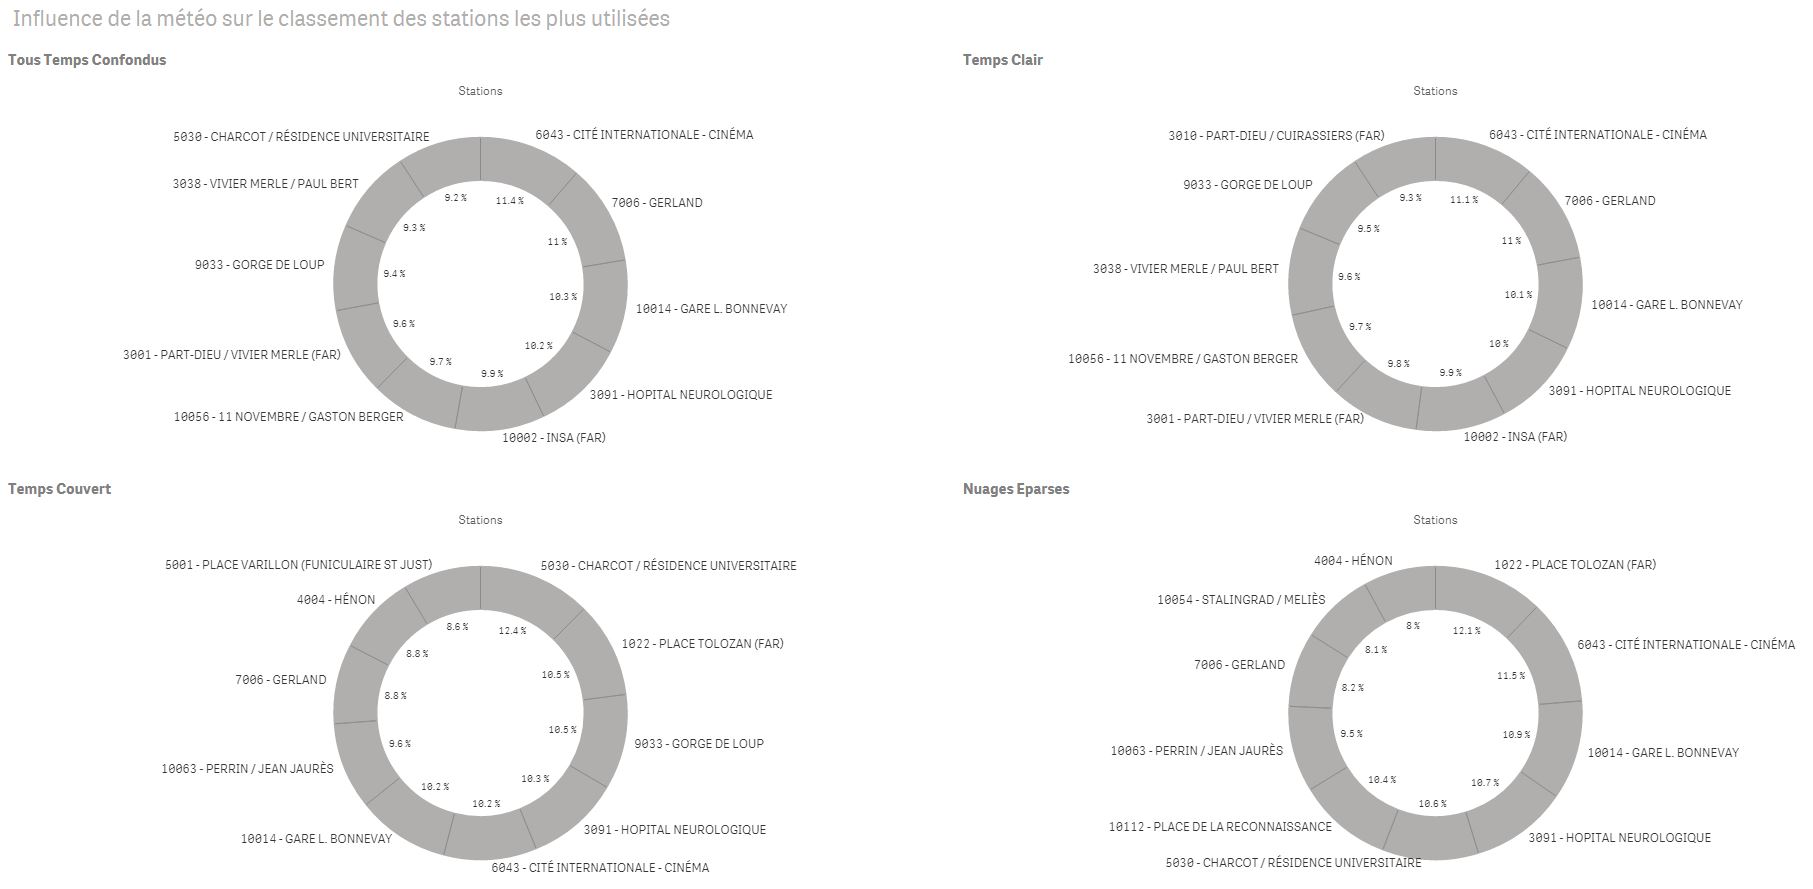 Influence de la météo sur le classement des stations les plus utilisées
Tous Temps Confondus
Stations
6043 - CITÉ INTERNATIONALE - CINÉMA
7006 - GERLAND
10014 - GARE L. BONNEVAY
3091 - HOPITAL NEUROLOGIQUE
10002 - INSA (FAR)
10056 - 11 NOVEMBRE / GASTON BERGER
3001 - PART-DIEU / VIVIER MERLE (FAR)
9033 - GORGE DE LOUP
3038 - VIVIER MERLE / PAUL BERT
5030 - CHARCOT / RÉSIDENCE UNIVERSITAIRE
11.4 %
11 %
10.3 %
10.2 %
9.9 %
9.7 %
9.6 %
9.4 %
9.3 %
9.2 %
Temps Clair
Stations
6043 - CITÉ INTERNATIONALE - CINÉMA
7006 - GERLAND
10014 - GARE L. BONNEVAY
3091 - HOPITAL NEUROLOGIQUE
10002 - INSA (FAR)
3001 - PART-DIEU / VIVIER MERLE (FAR)
10056 - 11 NOVEMBRE / GASTON BERGER
3038 - VIVIER MERLE / PAUL BERT
9033 - GORGE DE LOUP
3010 - PART-DIEU / CUIRASSIERS (FAR)
11.1 %
11 %
10.1 %
10 %
9.9 %
9.8 %
9.7 %
9.6 %
9.5 %
9.3 %
Temps Couvert
Stations
5030 - CHARCOT / RÉSIDENCE UNIVERSITAIRE
1022 - PLACE TOLOZAN (FAR)
9033 - GORGE DE LOUP
3091 - HOPITAL NEUROLOGIQUE
6043 - CITÉ INTERNATIONALE - CINÉMA
10014 - GARE L. BONNEVAY
10063 - PERRIN / JEAN JAURÈS
7006 - GERLAND
4004 - HÉNON
5001 - PLACE VARILLON (FUNICULAIRE ST JUST)
12.4 %
10.5 %
10.5 %
10.3 %
10.2 %
10.2 %
9.6 %
8.8 %
8.8 %
8.6 %
Nuages Eparses
Stations
1022 - PLACE TOLOZAN (FAR)
6043 - CITÉ INTERNATIONALE - CINÉMA
10014 - GARE L. BONNEVAY
3091 - HOPITAL NEUROLOGIQUE
5030 - CHARCOT / RÉSIDENCE UNIVERSITAIRE
10112 - PLACE DE LA RECONNAISSANCE
10063 - PERRIN / JEAN JAURÈS
7006 - GERLAND
10054 - STALINGRAD / MELIÈS
4004 - HÉNON
12.1 %
11.5 %
10.9 %
10.7 %
10.6 %
10.4 %
9.5 %
8.2 %
8.1 %
8 %